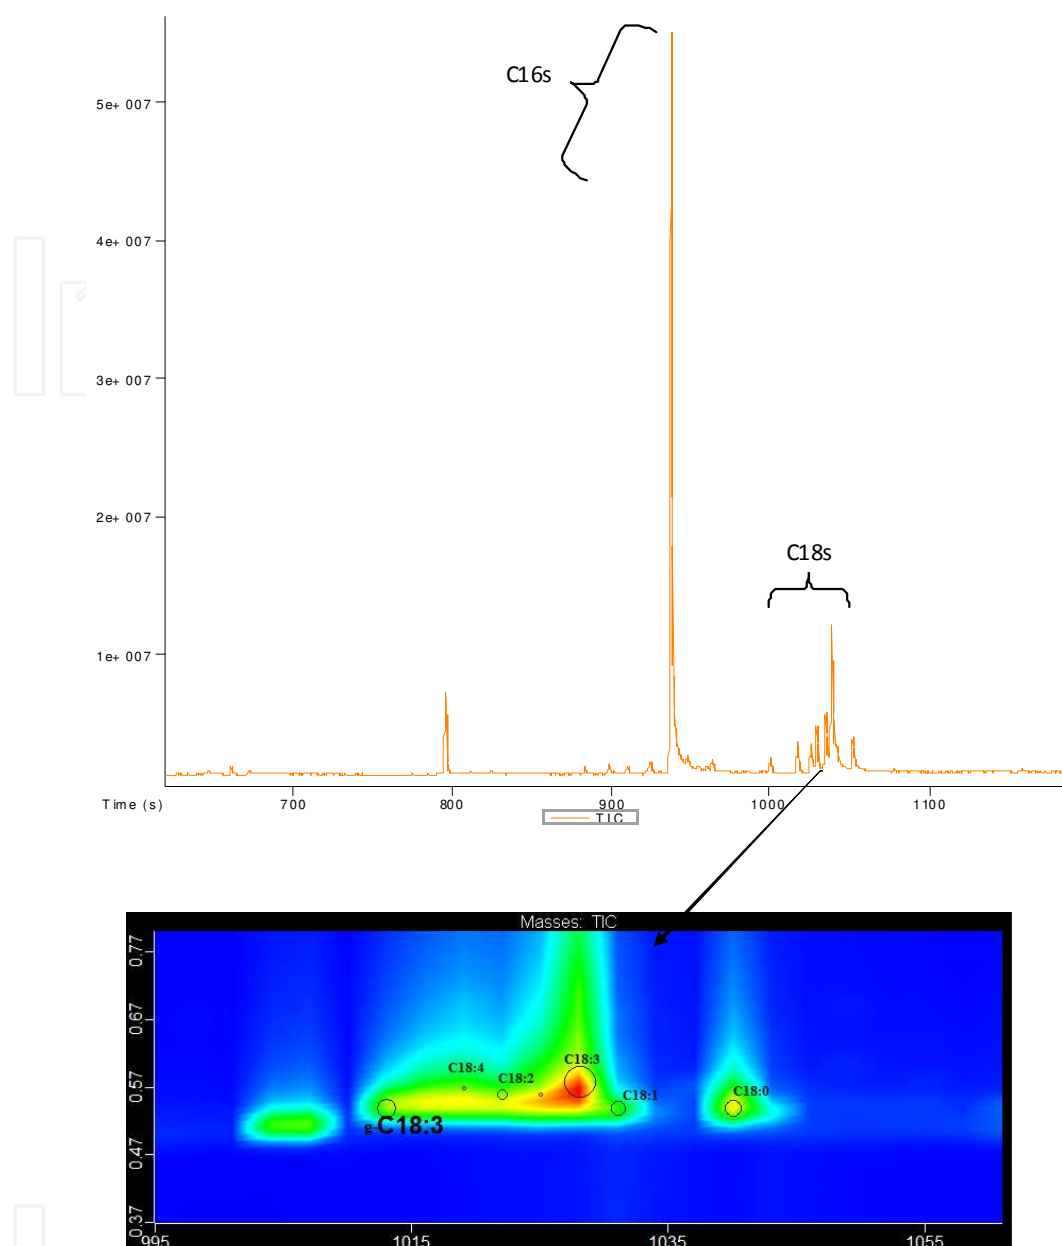 C16s
5e+ 007
4e+ 007
3e+ 007
2e+ 007
C18s
1e+ 007
Time (s) 700 800 900 1000 1100
TIC
Masses: TIC
0.77
0.67
C18:4 C18:3
0.57 C18:2 C18:1 C18:0
g-C18:3
0.47
0.37
995 1015 1035 1055